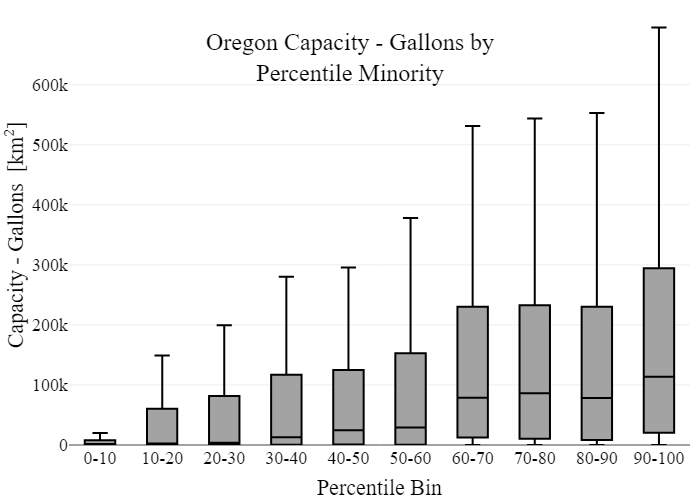 Oregon Capacity - Gallons by
Percentile Minority
Capacity - Gallons [km²]
600k
500k
400k
300k
200k
100k
0
0-10 10-20 20-30 30-40 40-50 50-60 60-70 70-80 80-90 90-100
Percentile Bin